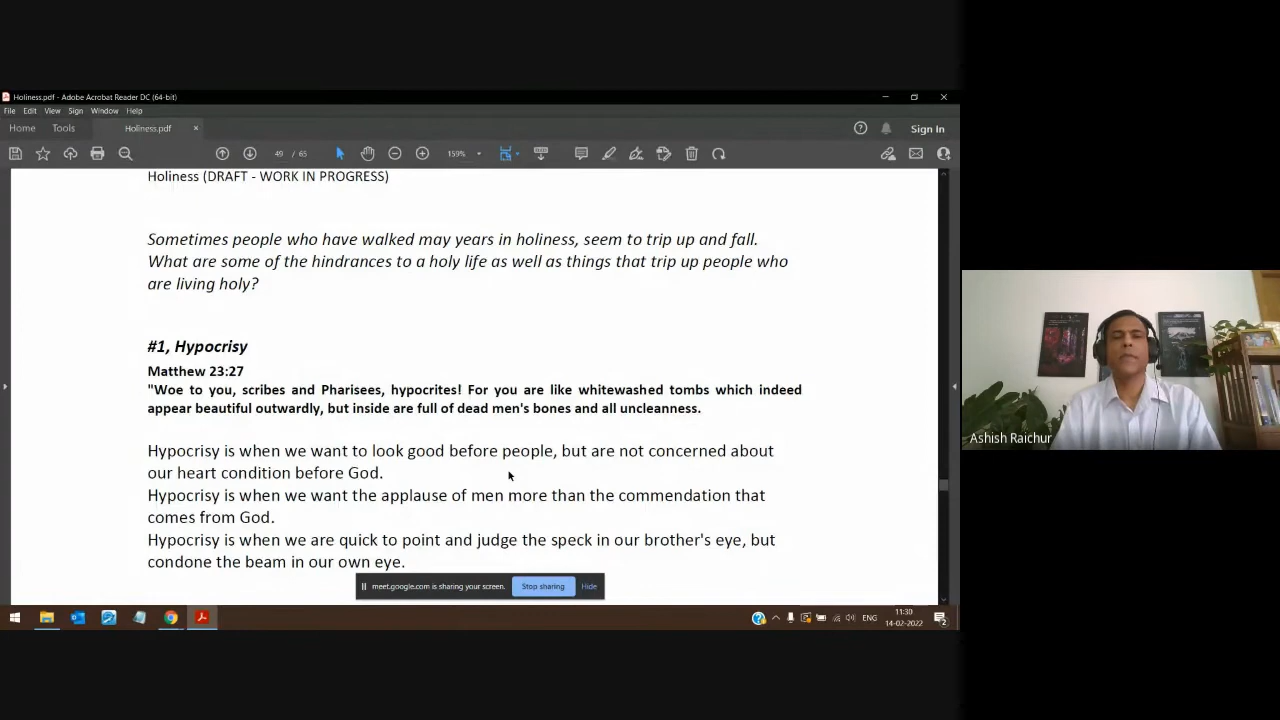 Holiness.pdf - Adobe Acrobat Reader DC (64-bit)
File Edit View Sign Window Help
Home Tools Holiness.pdf × Sign In
49 / 65 159%
Holiness (DRAFT - WORK IN PROGRESS)
Sometimes people who have walked may years in holiness, seem to trip up and fall.
What are some of the hindrances to a holy life as well as things that trip up people who
are living holy?
#1, Hypocrisy
Matthew 23:27
"Woe to you, scribes and Pharisees, hypocrites! For you are like whitewashed tombs which indeed
appear beautiful outwardly, but inside are full of dead men's bones and all uncleanness.
Hypocrisy is when we want to look good before people, but are not concerned about
our heart condition before God.
Hypocrisy is when we want the applause of men more than the commendation that
comes from God.
Hypocrisy is when we are quick to point and judge the speck in our brother's eye, but
condone the beam in our own eye.
meet.google.com is sharing your screen. Stop sharing Hide
ENG
11:30
14-02-2022
2
Ashish Raichur